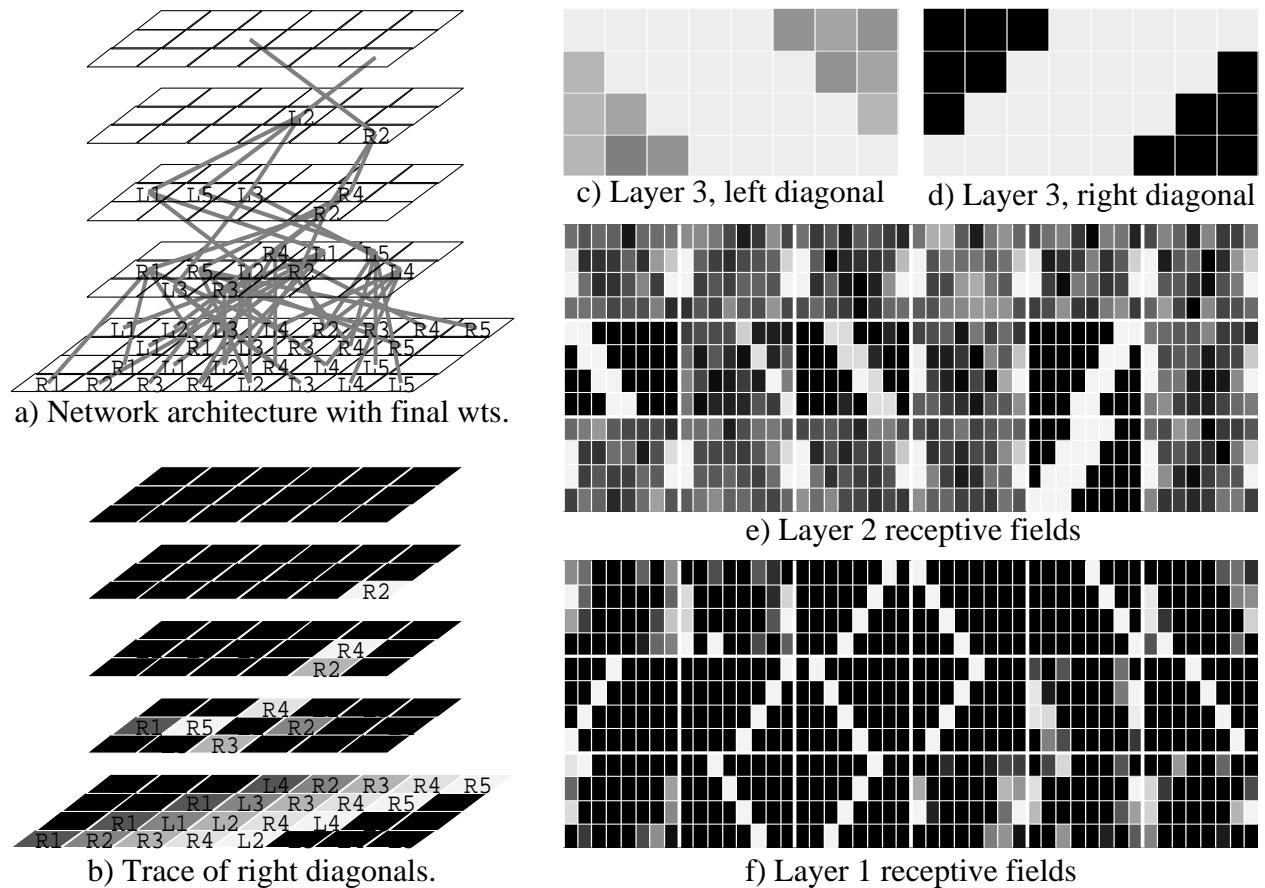 L2
R2
L1 L5 L3 R4
R2
R4 L1 L5
R1 R5 L2 R2 L4
L3 R3
L1 L2 L3 L4 R2 R3 R4 R5
L1 R1 L3 R3 R4 R5
R1 L1 L2 R4 L4 L5
R1 R2 R3 R4 L2 L3 L4 L5
a) Network architecture with final wts.
R2
R4
R2
R4
R1 R5 R2
R3
L4 R2 R3 R4 R5
R1 L3 R3 R4 R5
R1 L1 L2 R4 L4
R1 R2 R3 R4 L2
b) Trace of right diagonals.
c) Layer 3, left diagonal
d) Layer 3, right diagonal
e) Layer 2 receptive fields
f) Layer 1 receptive fields